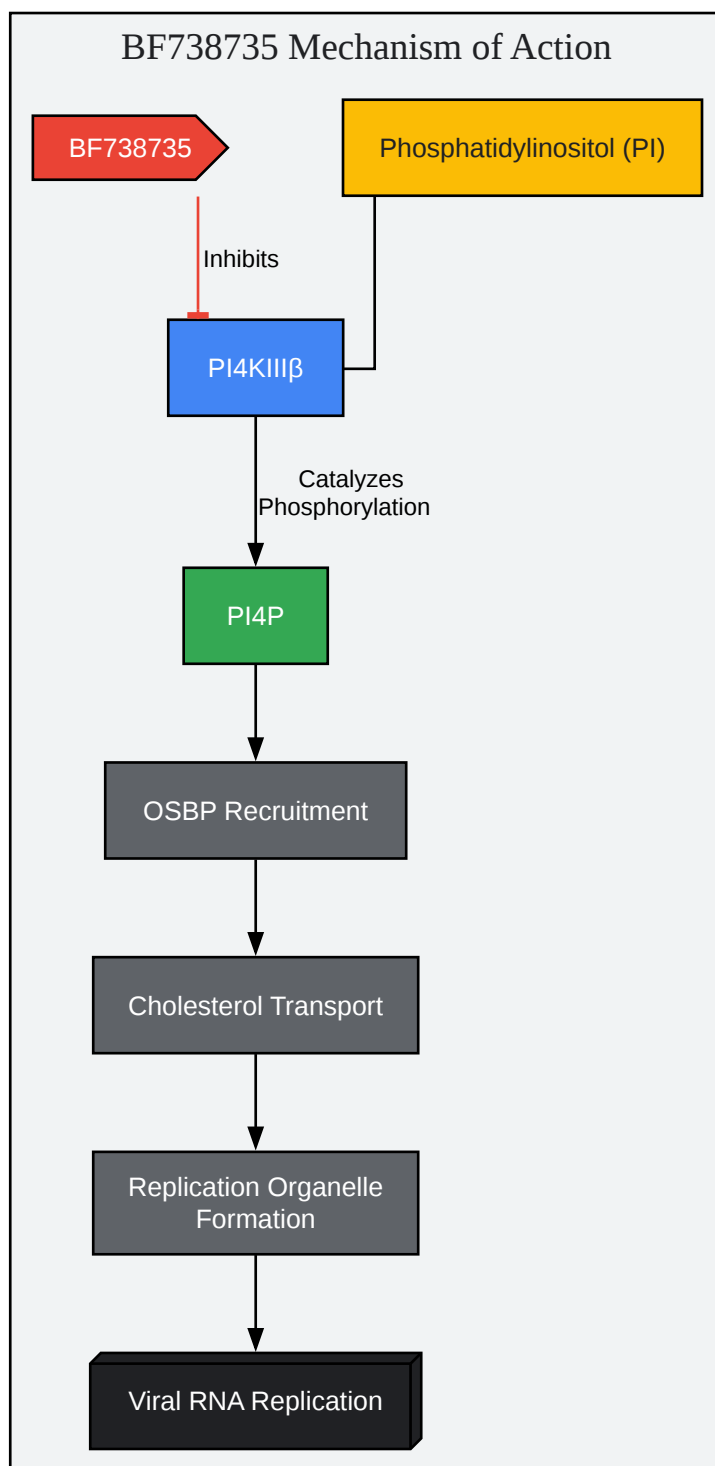 BF738735 Mechanism of Action
BF738735
Phosphatidylinositol (PI)
Inhibits
PI4KIIIβ
Catalyzes
Phosphorylation
PI4P
OSBP Recruitment
Cholesterol Transport
Replication Organelle
Formation
Viral RNA Replication